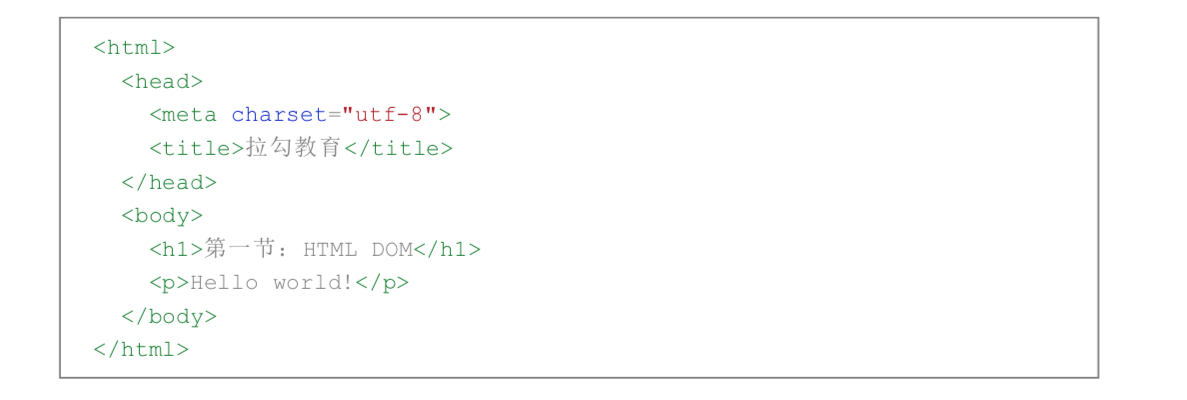 <html>
<head>
<meta charset="utf-8">
<title>拉勾教育</title>
</head>
<body>
<h1>第一节：HTML DOM</h1>
<p>Hello world!</p>
</body>
</html>